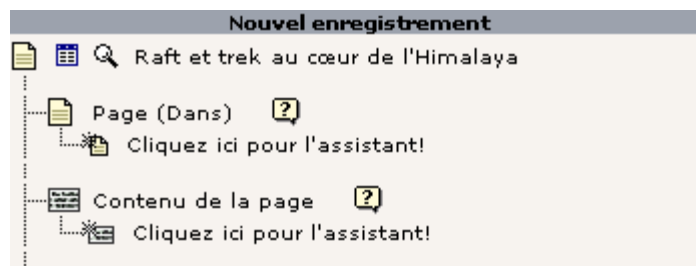 Nouvel enregistrement
Raft et trek au cœur de l'Himalaya
Page (Dans) ?
Cliquez ici pour l'assistant!
Contenu de la page ?
Cliquez ici pour l'assistant!